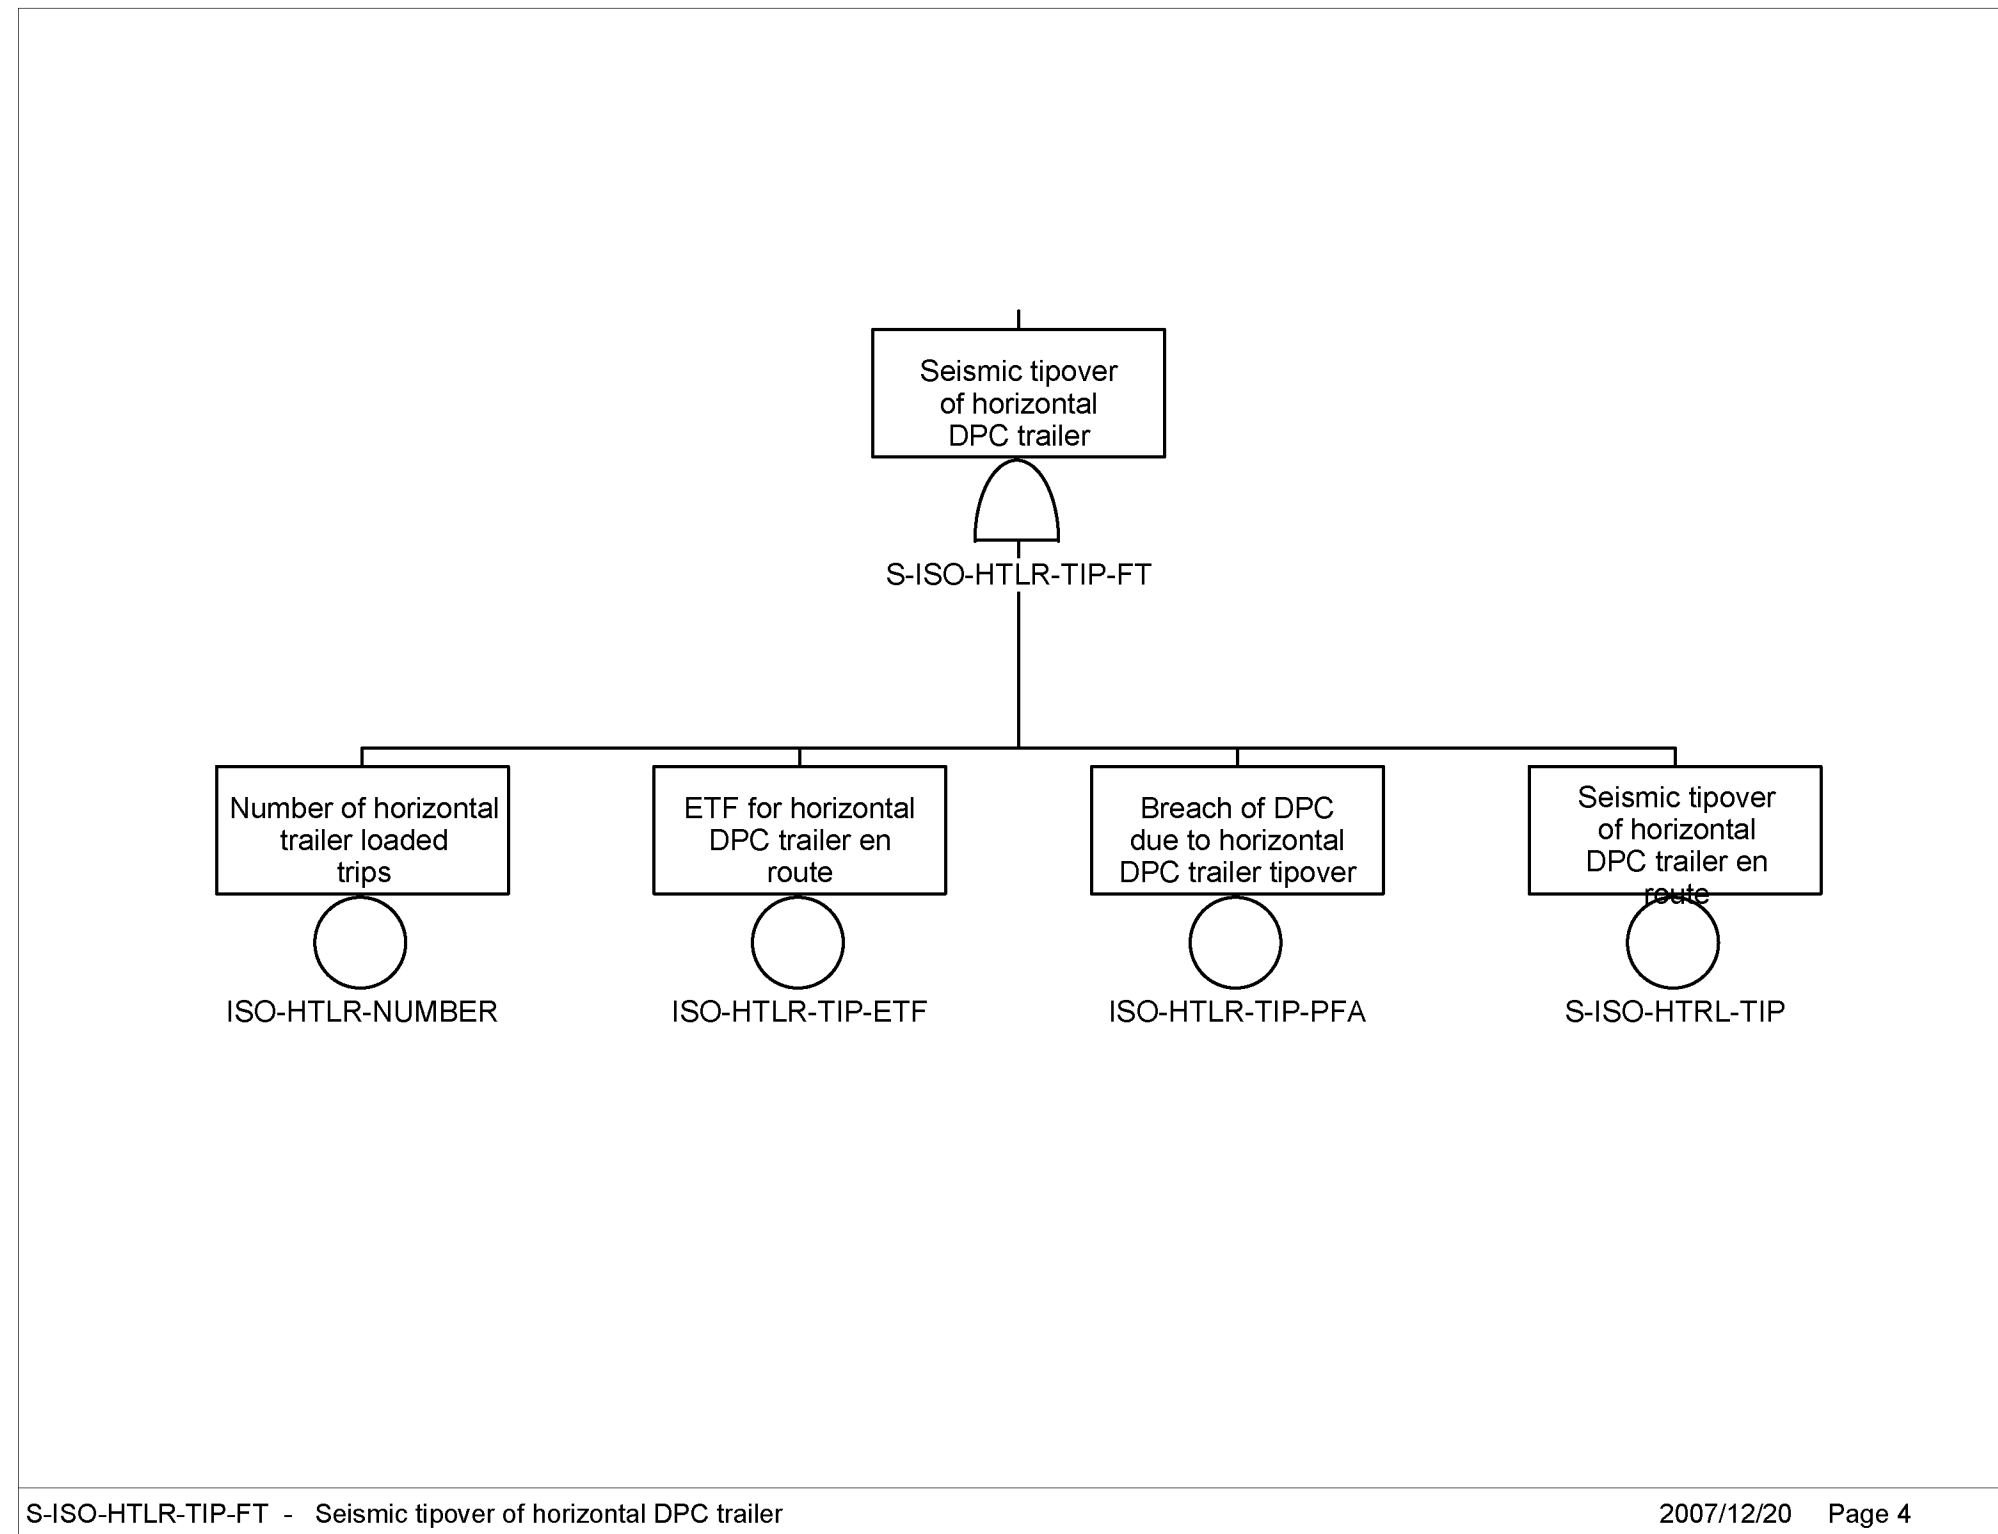 Seismic tipover
of horizontal
DPC trailer
S-ISO-HTLR-TIP-FT
Number of horizontal
trailer loaded
trips
ISO-HTLR-NUMBER
ETF for horizontal
DPC trailer en
route
ISO-HTLR-TIP-ETF
Breach of DPC
due to horizontal
DPC trailer tipover
ISO-HTLR-TIP-PFA
Seismic tipover
of horizontal
DPC trailer en
route
S-ISO-HTRL-TIP
S-ISO-HTLR-TIP-FT - Seismic tipover of horizontal DPC trailer
2007/12/20 Page 4